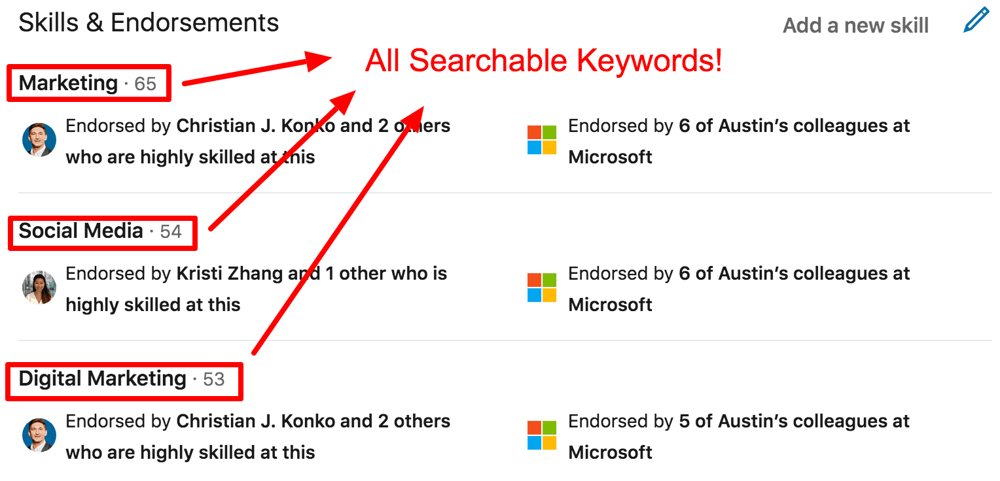 Skills & Endorsements
Add a new skill
All Searchable Keywords!
Marketing · 65
Endorsed by Christian J. Konko and 2 others
who are highly skilled at this
Endorsed by 6 of Austin’s colleagues at
Microsoft
Social Media · 54
Endorsed by Kristi Zhang and 1 other who is
highly skilled at this
Endorsed by 6 of Austin’s colleagues at
Microsoft
Digital Marketing · 53
Endorsed by Christian J. Konko and 2 others
who are highly skilled at this
Endorsed by 5 of Austin’s colleagues at
Microsoft